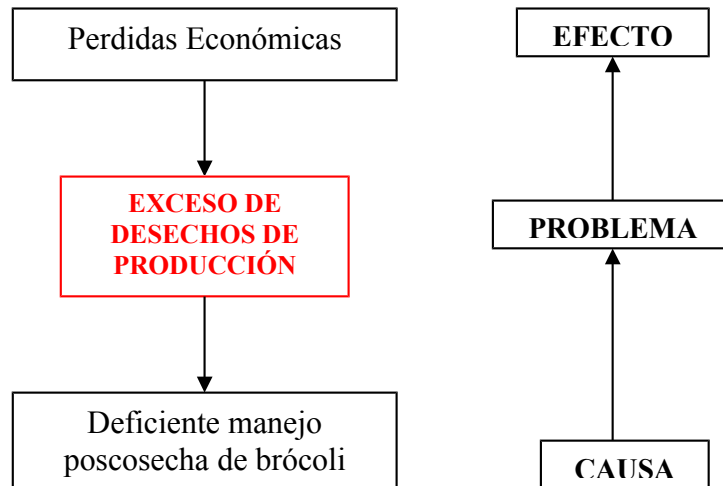 Perdidas Económicas
EFECTO
EXCESO DE
DESECHOS DE
PRODUCCIÓN
PROBLEMA
Deficiente manejo
poscosecha de brócoli
CAUSA